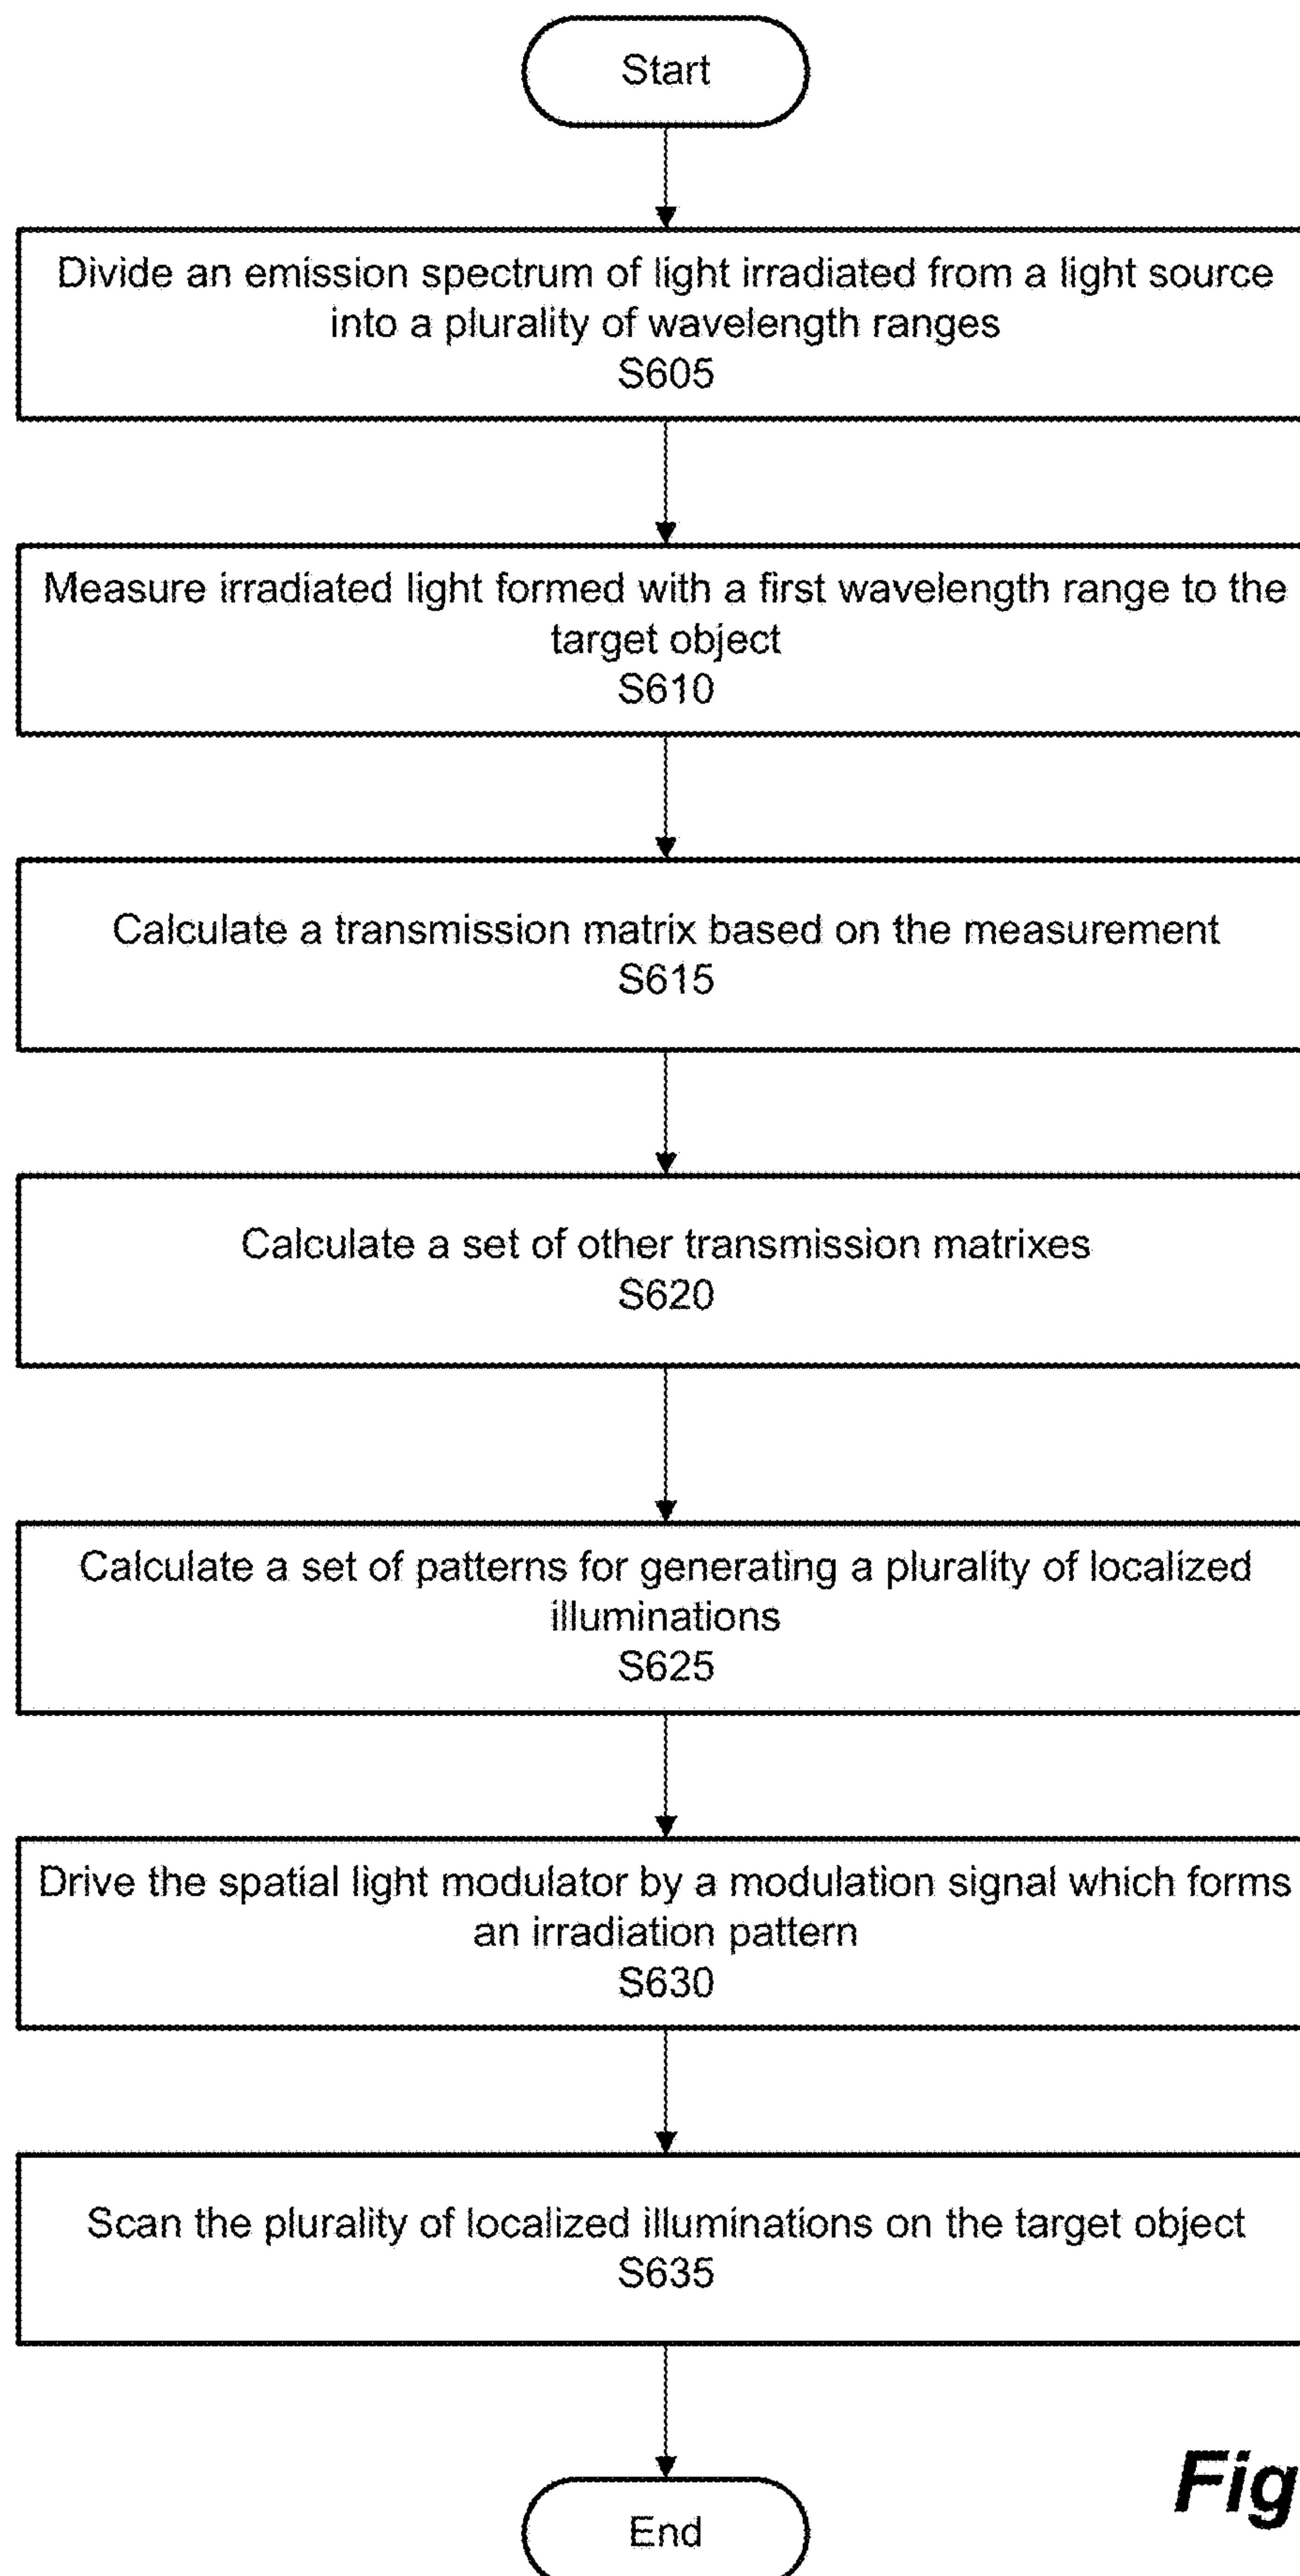 Start
Divide an emission spectrum of light irradiated from a light source
into a plurality of wavelength ranges
S605
Measure irradiated light formed with a first wavelength range to the
target object
S610
Calculate a transmission matrix based on the measurement
S615
Calculate a set of other transmission matrixes
S620
Calculate a set of patterns for generating a plurality of localized
illuminations
S625
Drive the spatial light modulator by a modulation signal which forms
an irradiation pattern
S630
Scan the plurality of localized illuminations on the target object
S635
Fig
End